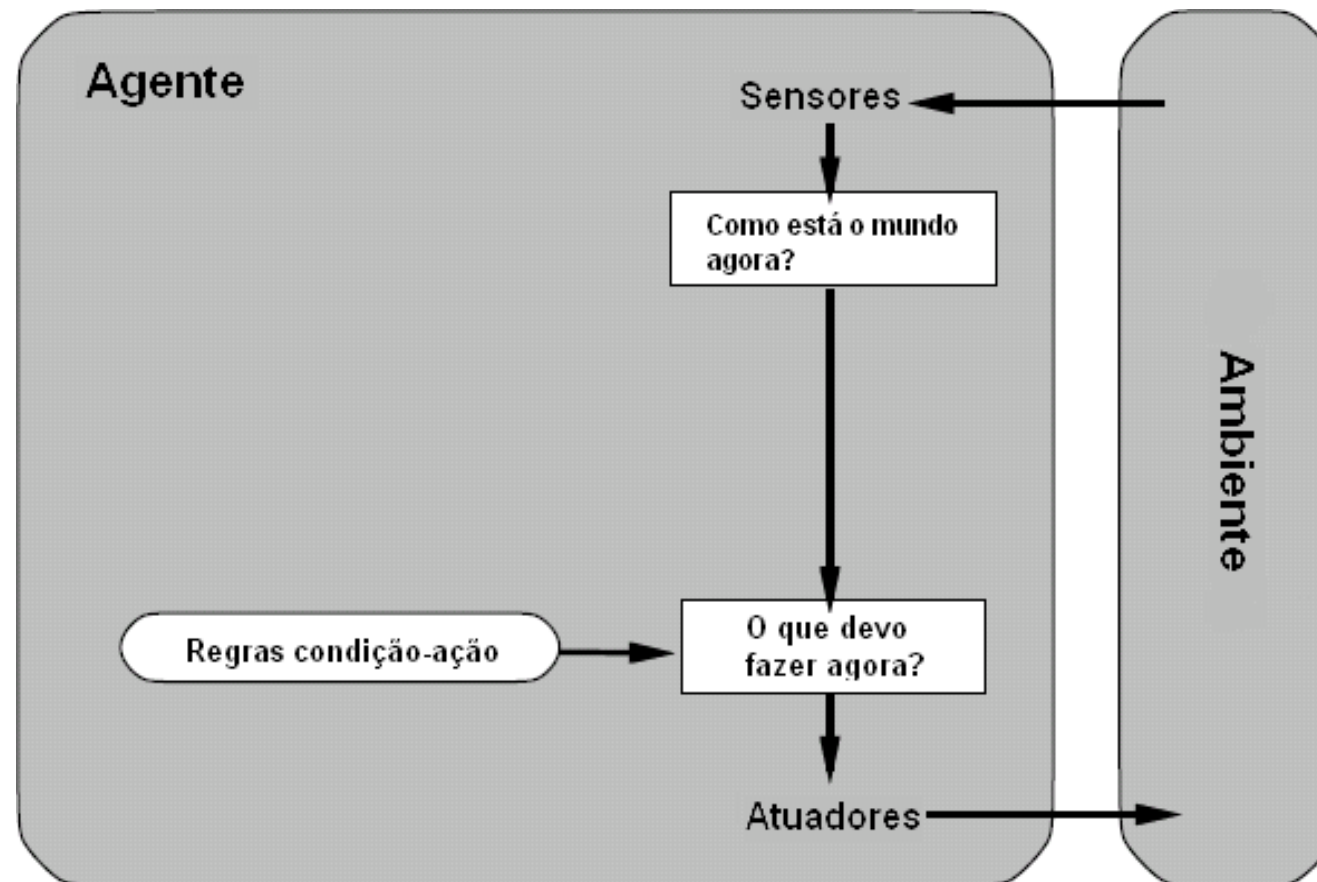 Agente
Sensores
Como está o mundo
agora?
Ambiente
Regras condição-ação
O que devo
fazer agora?
Atuadores